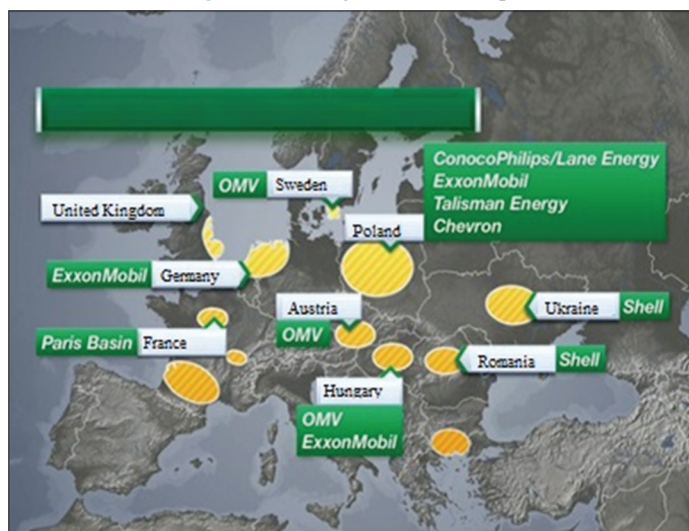 ConocoPhilips/Lane Energy
ExxonMobil
Talisman Energy
Chevron
OMV Sweden
United Kingdom
Poland
ExxonMobil Germany
Austria
OMV
Ukraine Shell
Paris Basin France
Romania Shell
Hungary
OMV
ExxonMobil